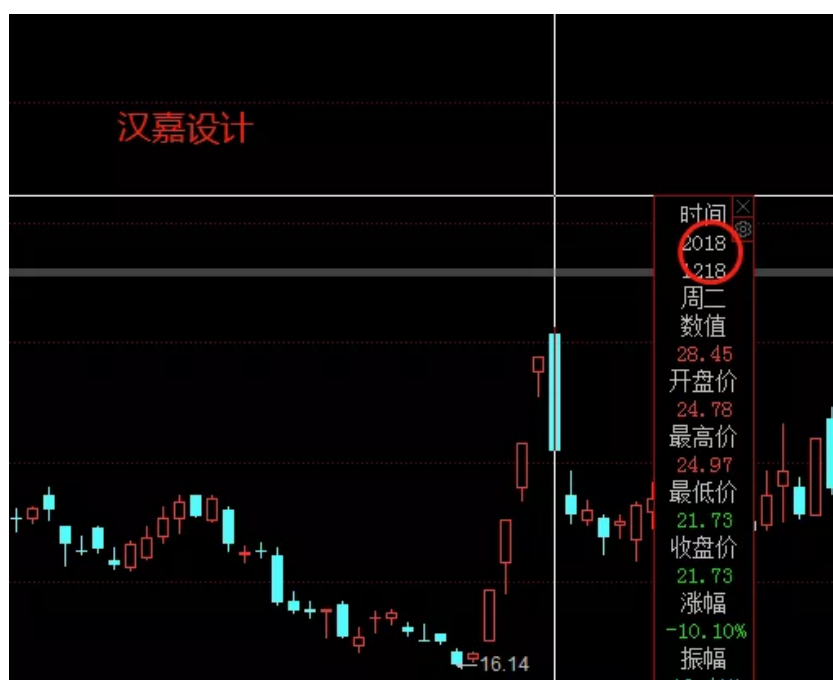 汉嘉设计
时间
2018
1218
周二
数值
28.45
开盘价
24.78
最高价
24.97
最低价
21.73
收盘价
21.73
涨幅
-10.10%
振幅
←16.14